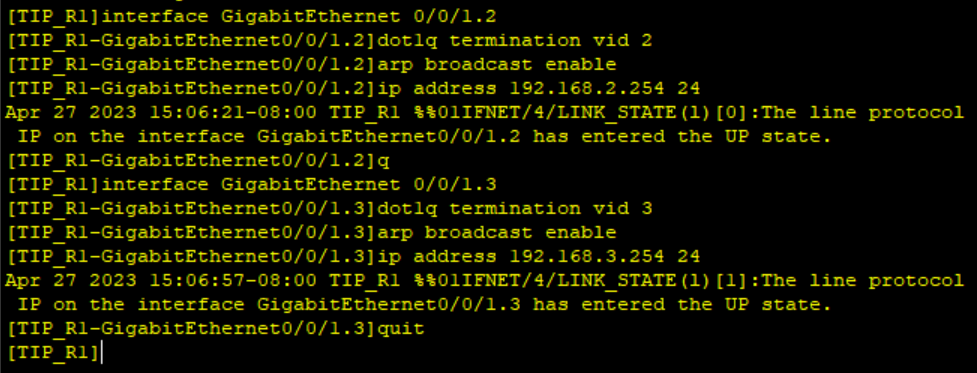 [TIP_R1]interface GigabitEthernet 0/0/1.2
[TIP_R1-GigabitEthernet0/0/1.2]dot1q termination vid 2
[TIP_R1-GigabitEthernet0/0/1.2]arp broadcast enable
[TIP_R1-GigabitEthernet0/0/1.2]ip address 192.168.2.254 24
Apr 27 2023 15:06:21-08:00 TIP_R1 %%01IFNET/4/LINK_STATE(l)[0]:The line protocol
 IP on the interface GigabitEthernet0/0/1.2 has entered the UP state.
[TIP_R1-GigabitEthernet0/0/1.2]q
[TIP_R1]interface GigabitEthernet 0/0/1.3
[TIP_R1-GigabitEthernet0/0/1.3]dot1q termination vid 3
[TIP_R1-GigabitEthernet0/0/1.3]arp broadcast enable
[TIP_R1-GigabitEthernet0/0/1.3]ip address 192.168.3.254 24
Apr 27 2023 15:06:57-08:00 TIP_R1 %%01IFNET/4/LINK_STATE(l)[1]:The line protocol
 IP on the interface GigabitEthernet0/0/1.3 has entered the UP state.
[TIP_R1-GigabitEthernet0/0/1.3]quit
[TIP_R1]